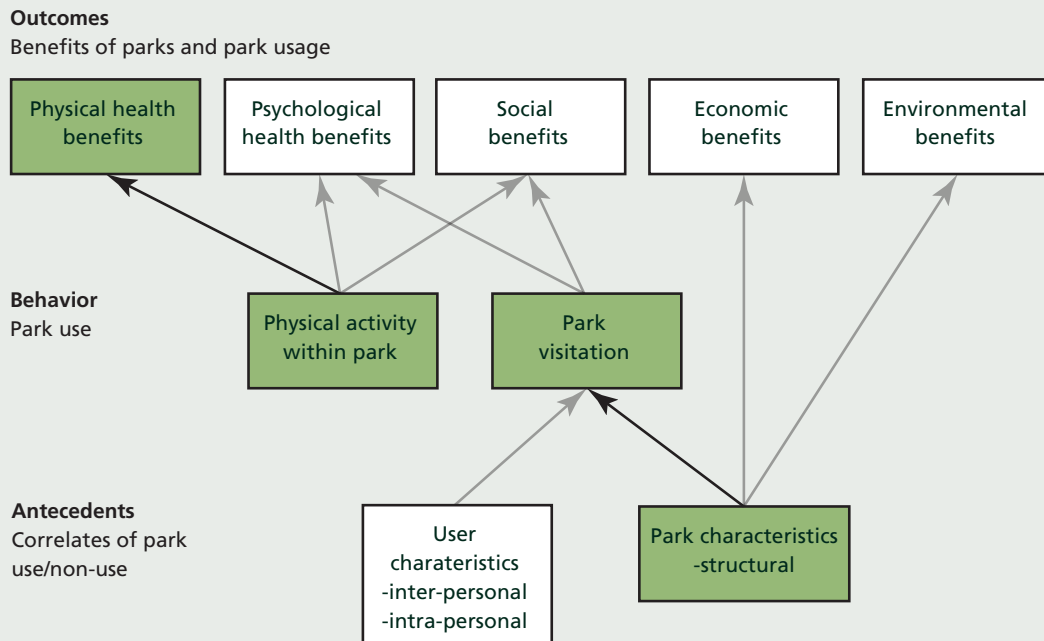 Outcomes
Benefits of parks and park usage
Physical health
benefits
Psychological
health benefits
Social
benefits
Economic
benefits
Environmental
benefits
Behavior
Park use
Physical activity
within park
Park
visitation
Antecedents
Correlates of park
use/non-use
User
charateristics
-inter-personal
-intra-personal
Park characteristics
-structural